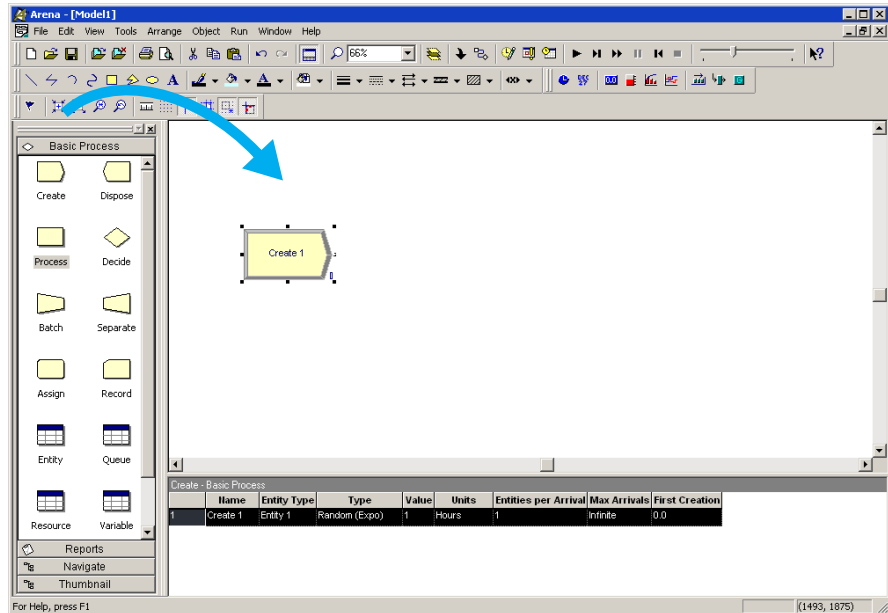 Arena - [Model1]
File Edit View Tools Arrange Object Run Window Help
66%
A A
Basic Process
Create Dispose
Process Decide
Batch Separate
Assign Record
Entity Queue
Resource Variable
Reports
Navigate
Thumbnail
Create 1
0
Create - Basic Process
Name Entity Type Type Value Units Entities per Arrival Max Arrivals First Creation
1 Create 1 Entity 1 Random (Expo) 1 Hours 1 Infinite 0.0
For Help, press F1 (1493, 1875)